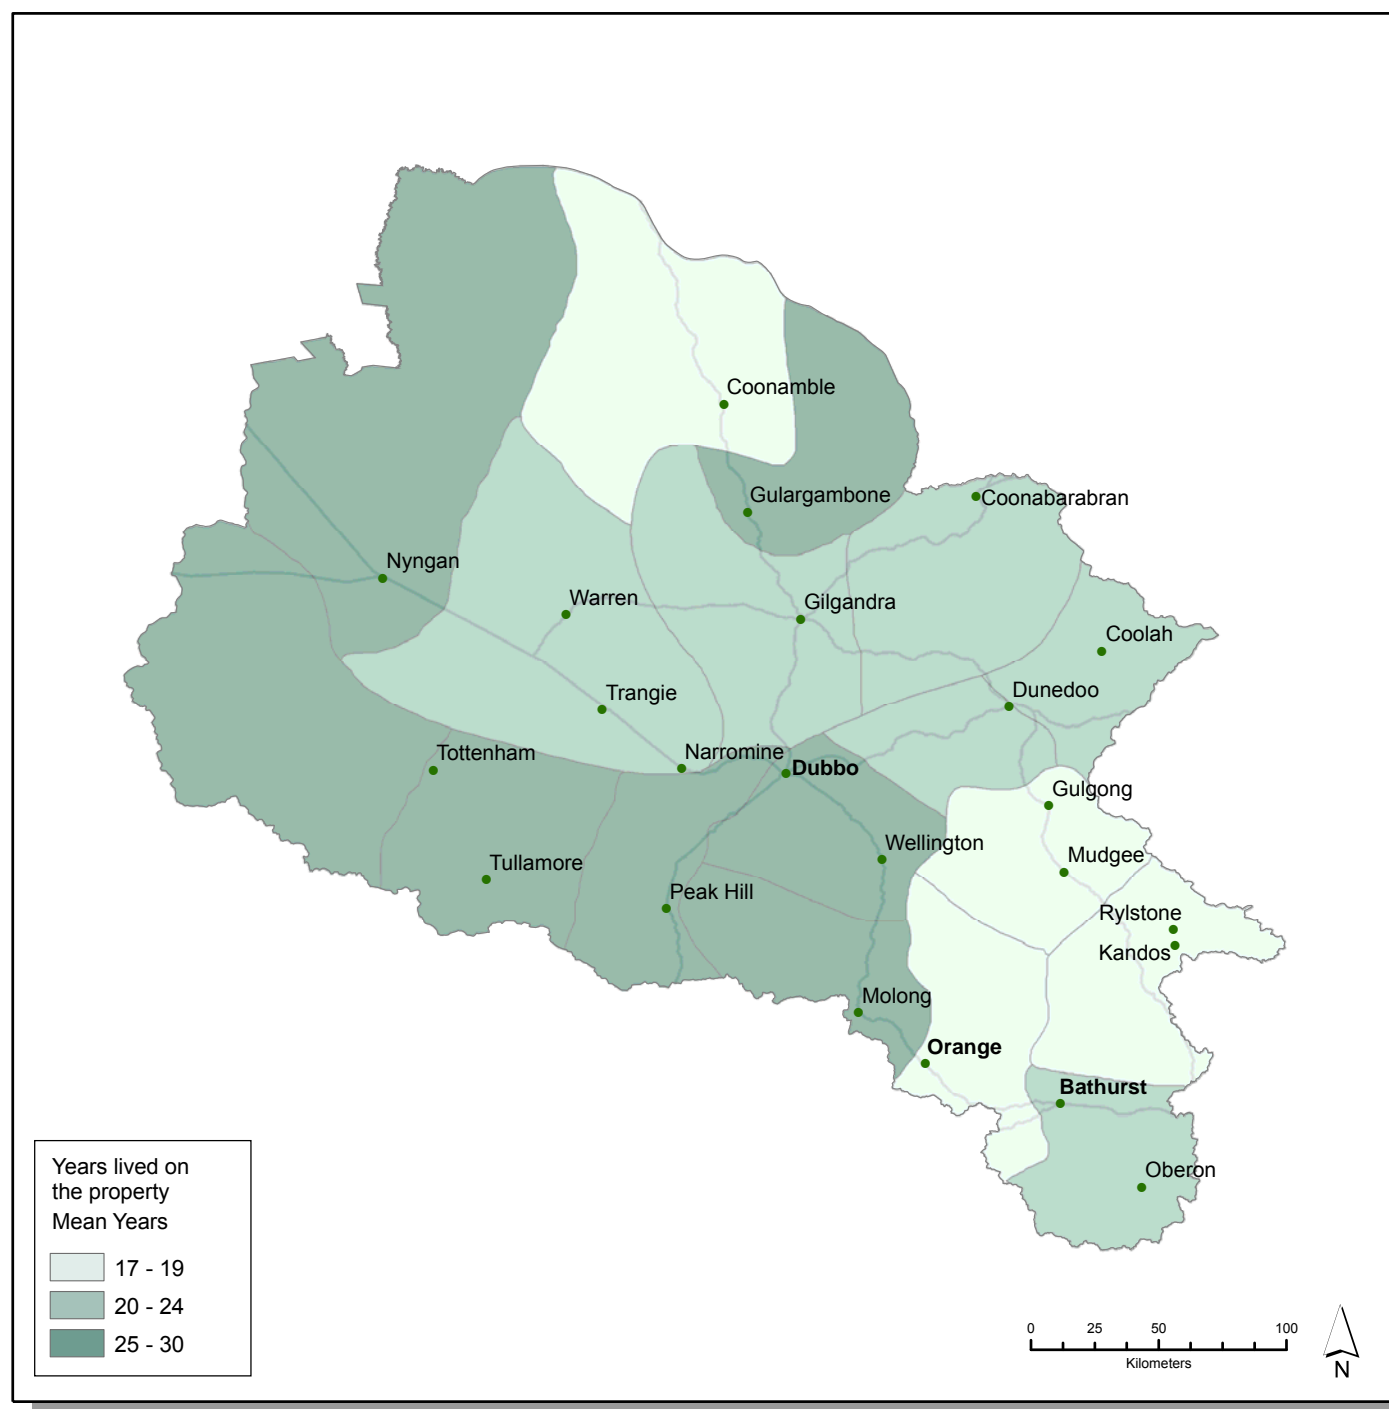 Coonamble
Gulargambone
Coonabarabran
Nyngan
Warren
Gilgandra
Coolah
Trangie
Dunedoo
Tottenham
Narromine
Dubbo
Gulgong
Wellington
Mudgee
Tullamore
Peak Hill
Rylstone
Kandos
Molong
Orange
Bathurst
Oberon
Years lived on
the property
Mean Years
17 - 19
20 - 24
25 - 30
0 25 50 100
Kilometers
N